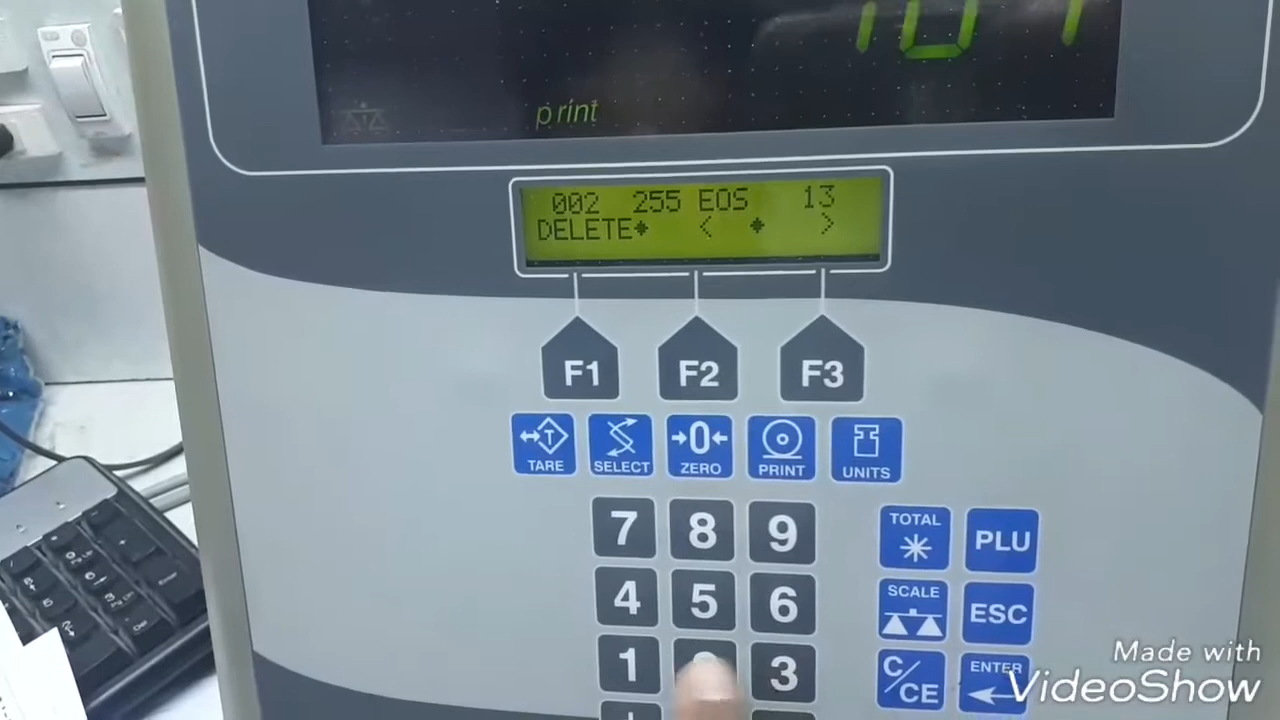 print
002 255 EOS 13
DELETE◆ < ◆ >
F1 F2 F3
TARE SELECT →0← ZERO PRINT UNITS
7 8 9
TOTAL * PLU
4 5 6
SCALE ESC
1 3
C/CE ENTER
Made with
VideoShow